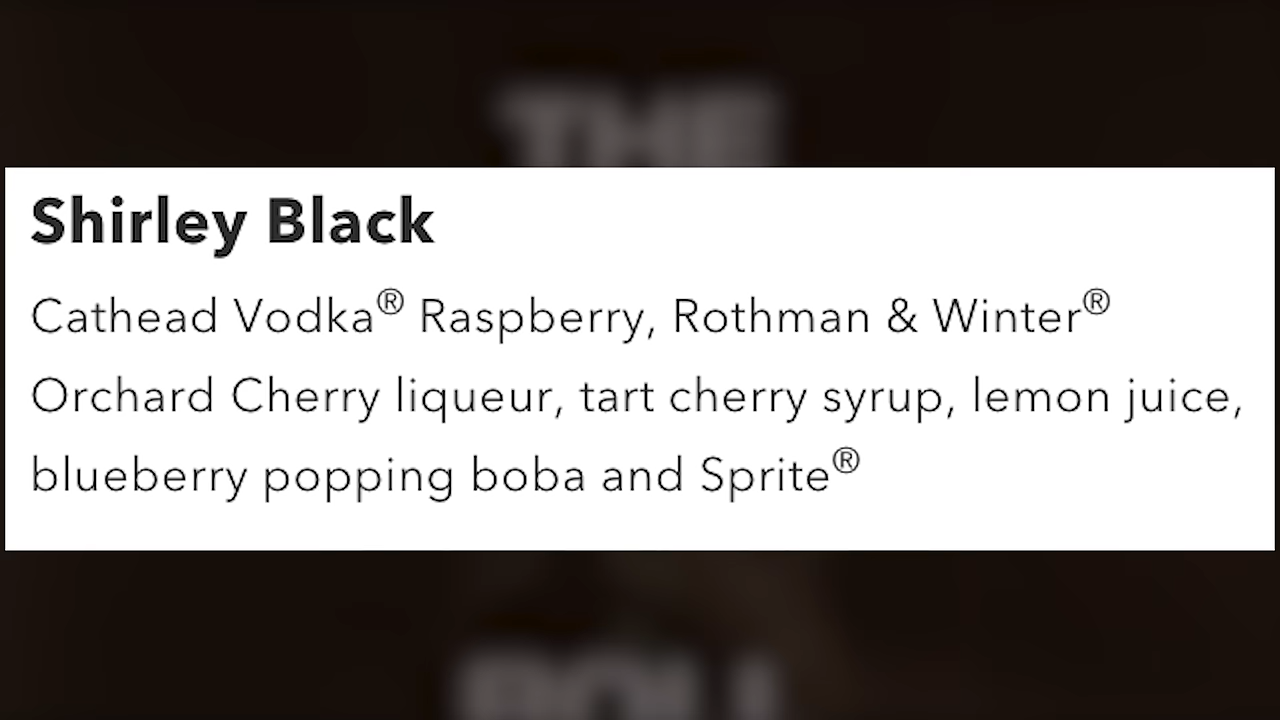 THE
Shirley Black
Cathead Vodka® Raspberry, Rothman & Winter®
Orchard Cherry liqueur, tart cherry syrup, lemon juice,
blueberry popping boba and Sprite®